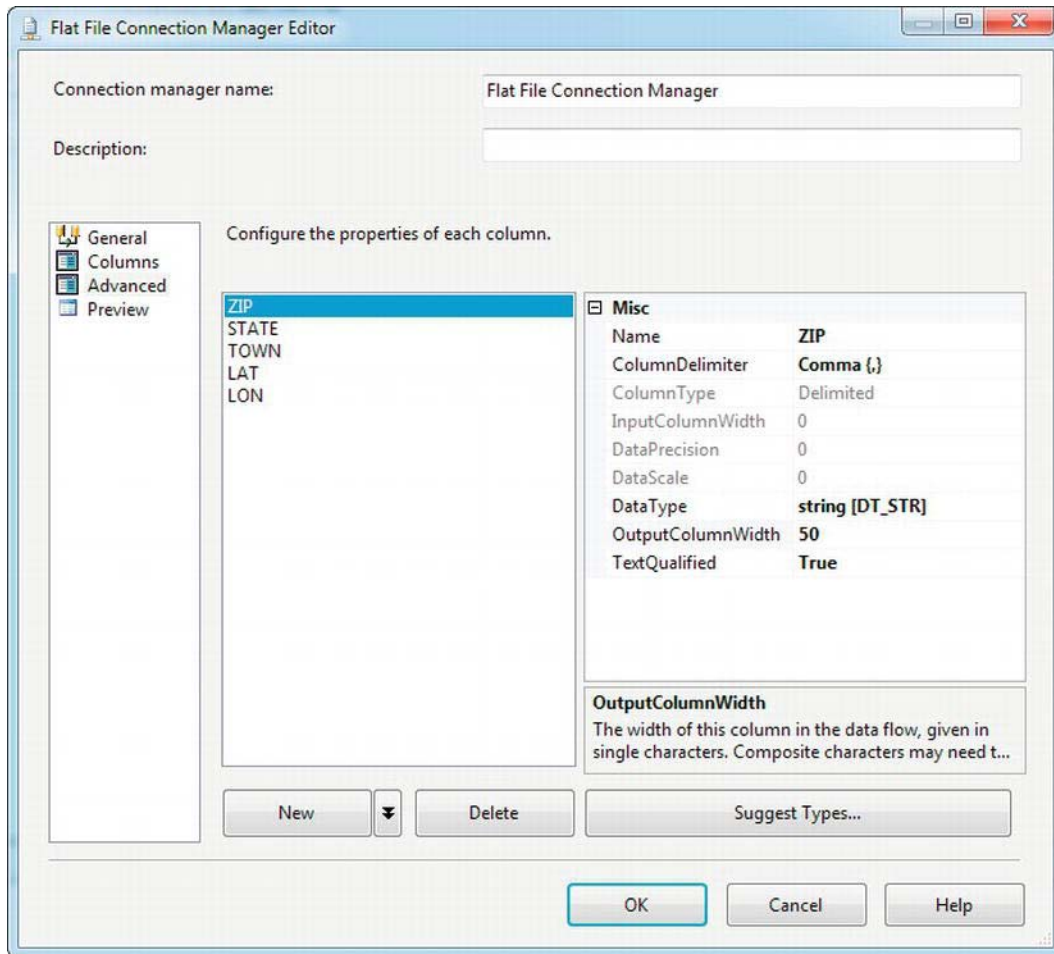 Flat File Connection Manager Editor
Connection manager name:
Flat File Connection Manager
Description:
General
Columns
Advanced
Preview
Configure the properties of each column.
ZIP
STATE
TOWN
LAT
LON
Misc
Name ZIP
ColumnDelimiter Comma {,}
ColumnType Delimited
InputColumnWidth 0
DataPrecision 0
DataScale 0
DataType string [DT_STR]
OutputColumnWidth 50
TextQualified True
OutputColumnWidth
The width of this column in the data flow, given in
single characters. Composite characters may need t...
New
Delete
Suggest Types...
OK
Cancel
Help